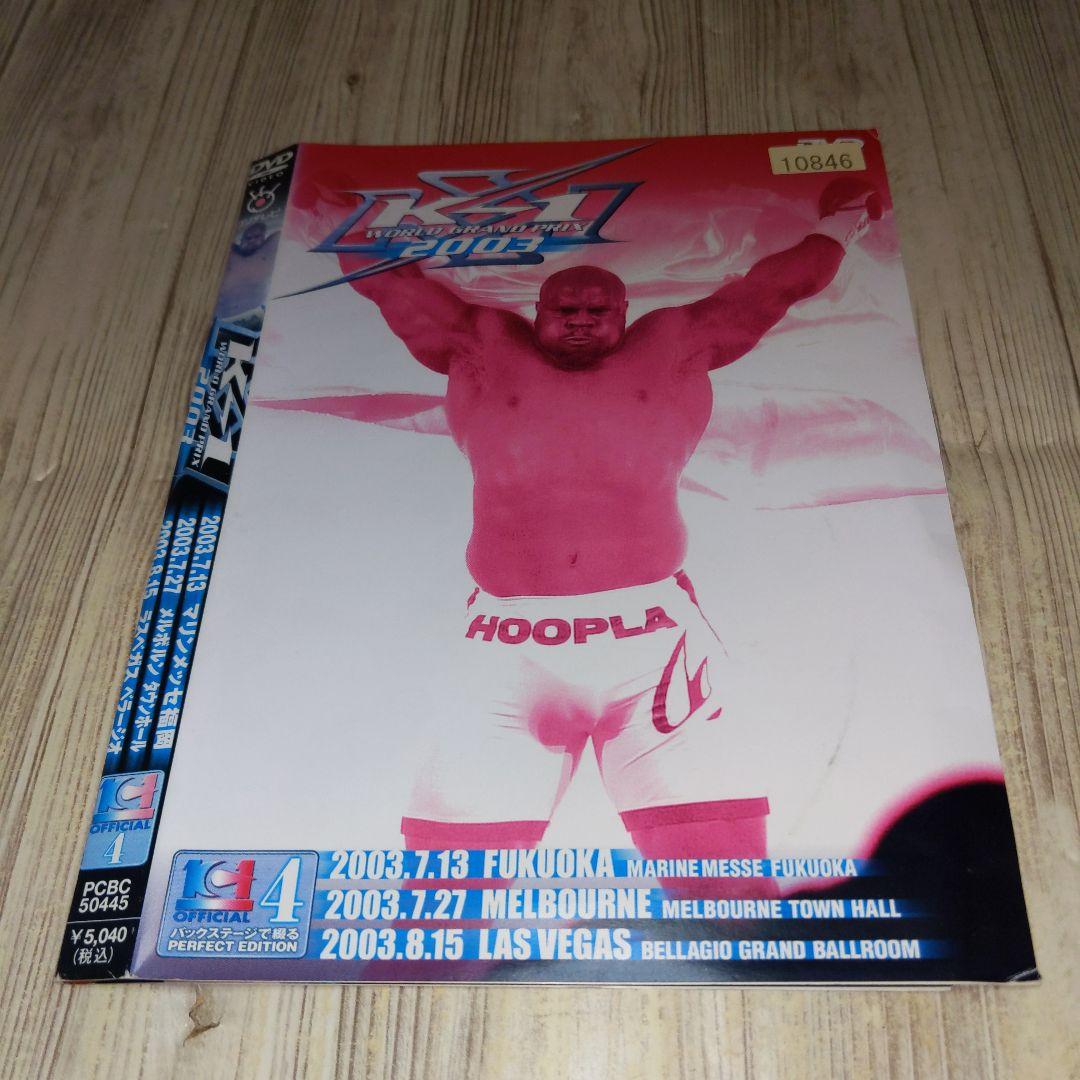 DVD
VIDEO
K-1
WORLD GRAND PRIX
2003
2003.7.13 マリンメッセ福岡
2003.7.27 メルボルン タウンホール
2003.8.15 ラスベガス ベラージオ
K-1
OFFICIAL
4
PCBC
50445
¥5,040
(税込)
10846
K-1
WORLD GRAND PRIX
2003
HOOPLA
K-1
OFFICIAL
4
バックステージで綴る
PERFECT EDITION
2003.7.13 FUKUOKA MARINE MESSE FUKUOKA
2003.7.27 MELBOURNE MELBOURNE TOWN HALL
2003.8.15 LAS VEGAS BELLAGIO GRAND BALLROOM